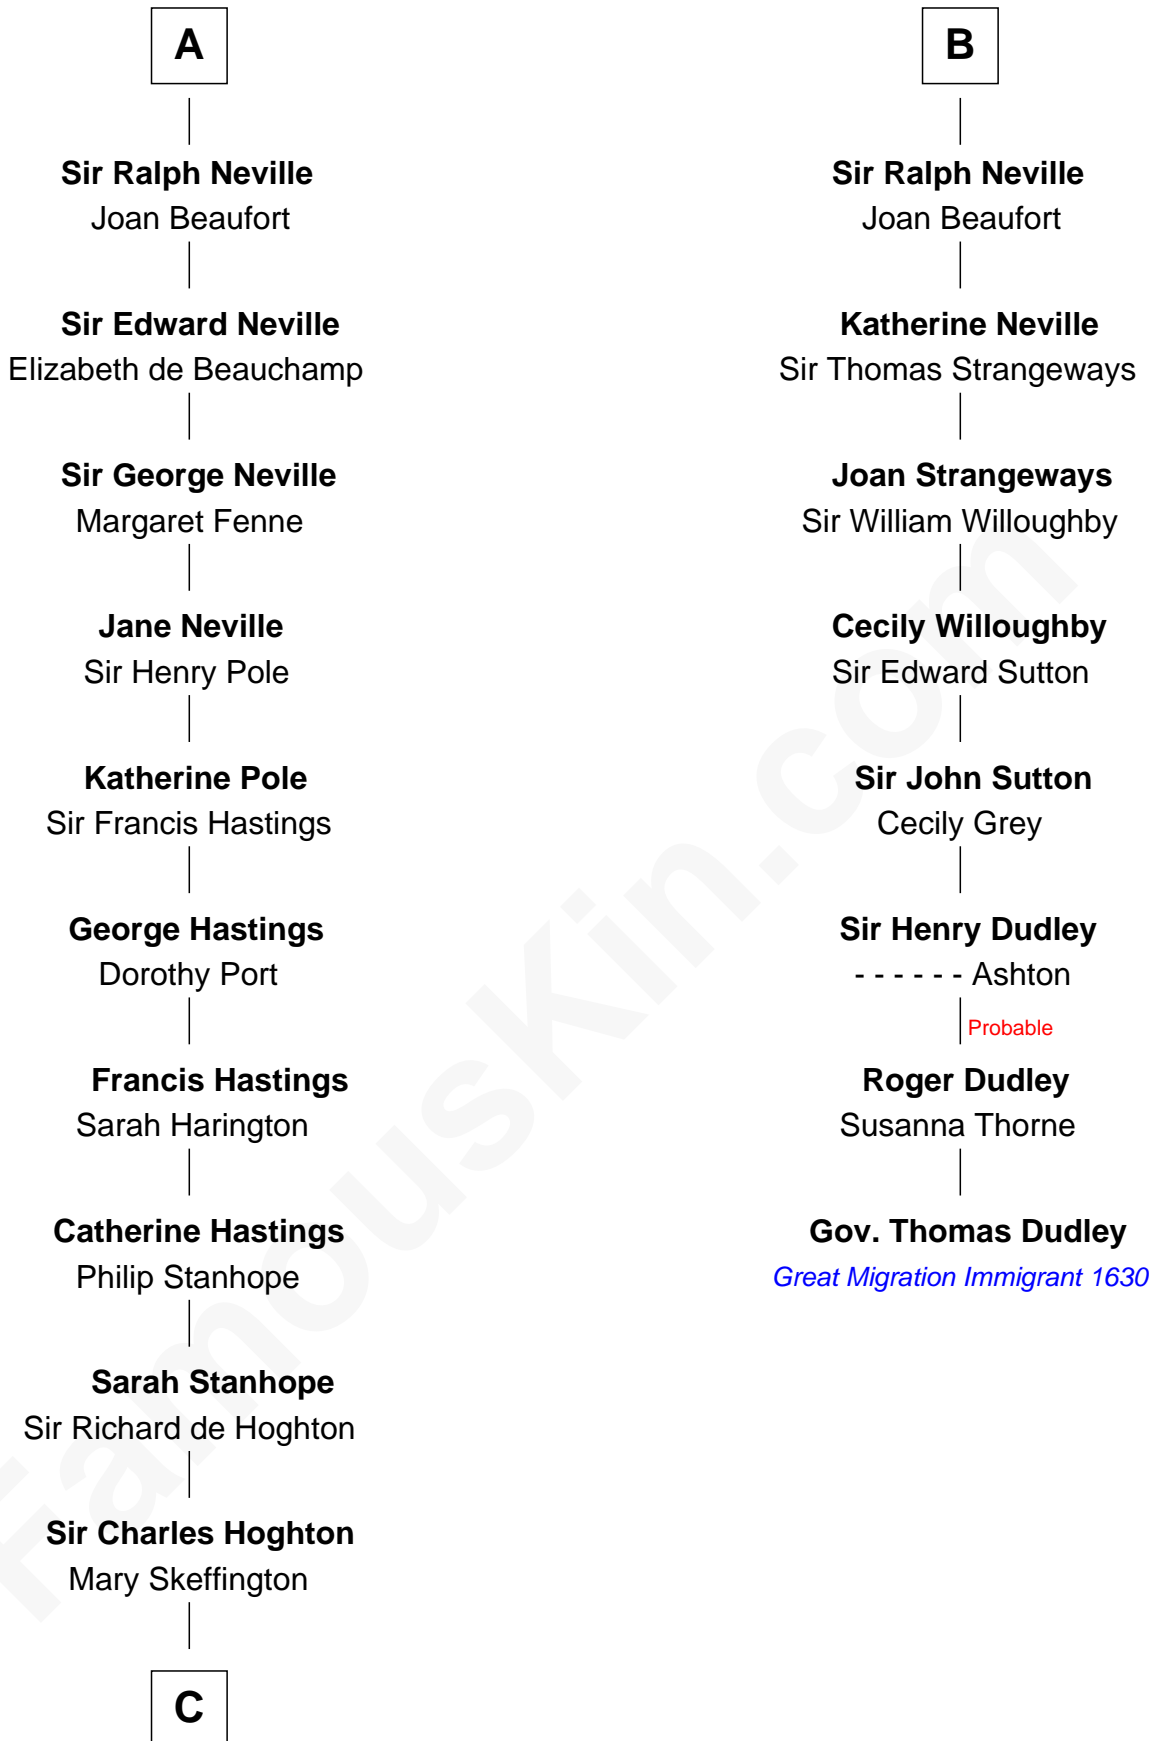 A
Sir Ralph Neville
Joan Beaufort
Sir Edward Neville
Elizabeth de Beauchamp
Sir George Neville
Margaret Fenne
Jane Neville
Sir Henry Pole
Katherine Pole
Sir Francis Hastings
George Hastings
Dorothy Port
Francis Hastings
Sarah Harington
Catherine Hastings
Philip Stanhope
Sarah Stanhope
Sir Richard de Hoghton
Sir Charles Hoghton
Mary Skeffington
C
B
Sir Ralph Neville
Joan Beaufort
Katherine Neville
Sir Thomas Strangeways
Joan Strangeways
Sir William Willoughby
Cecily Willoughby
Sir Edward Sutton
Sir John Sutton
Cecily Grey
Sir Henry Dudley
- - - - - - Ashton
Probable
Roger Dudley
Susanna Thorne
Gov. Thomas Dudley
Great Migration Immigrant 1630
FamousKin.com